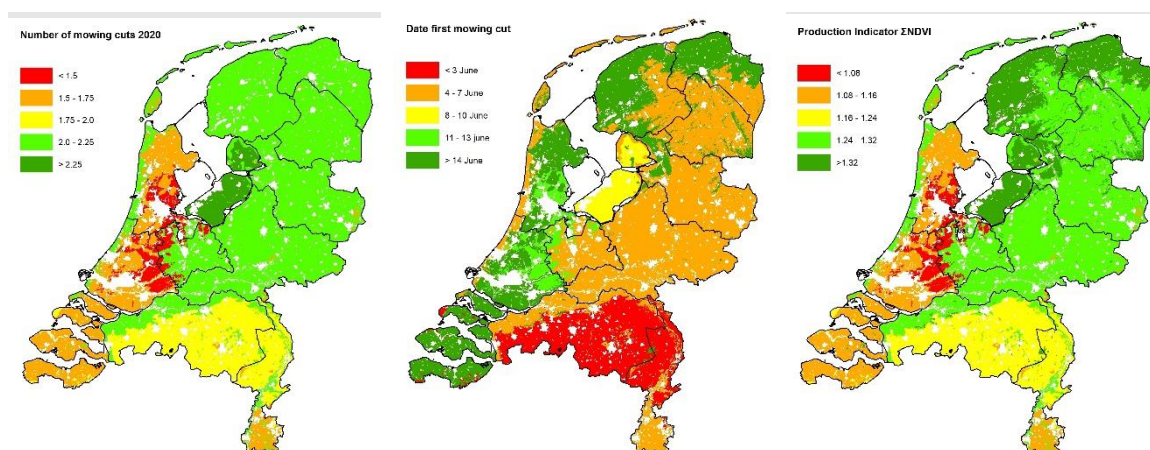 Number of mowing cuts 2020
< 1.5
1.5 - 1.75
1.75 - 2.0
2.0 - 2.25
> 2.25
Date first mowing cut
< 3 June
4 - 7 June
8 - 10 June
11 - 13 june
> 14 June
Production Indicator ΣNDVI
< 1.08
1.08 - 1.16
1.16 - 1.24
1.24 - 1.32
>1.32